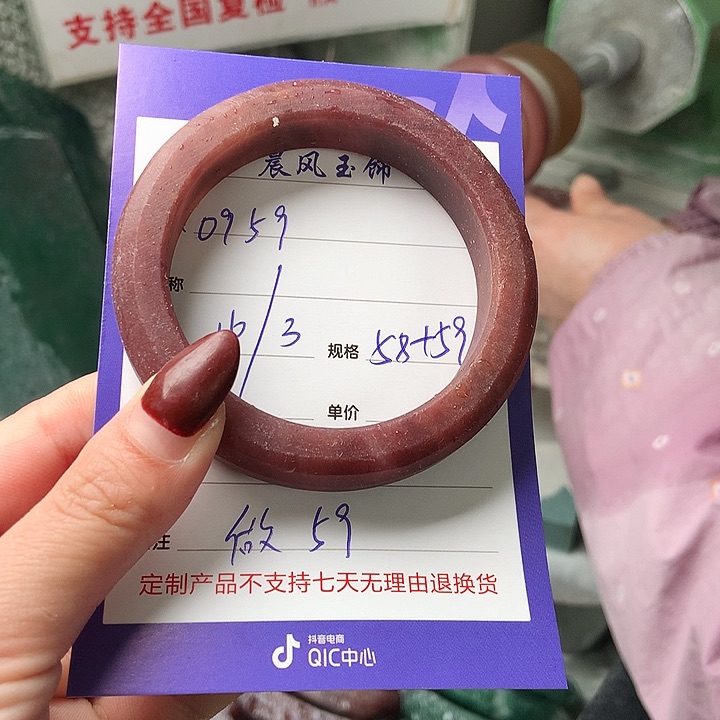 支持全国复检
晨风玉饰
0959
称
3
规格 58+59
单价
注 做 59
定制产品不支持七天无理由退换货
抖音电商
QIC中心